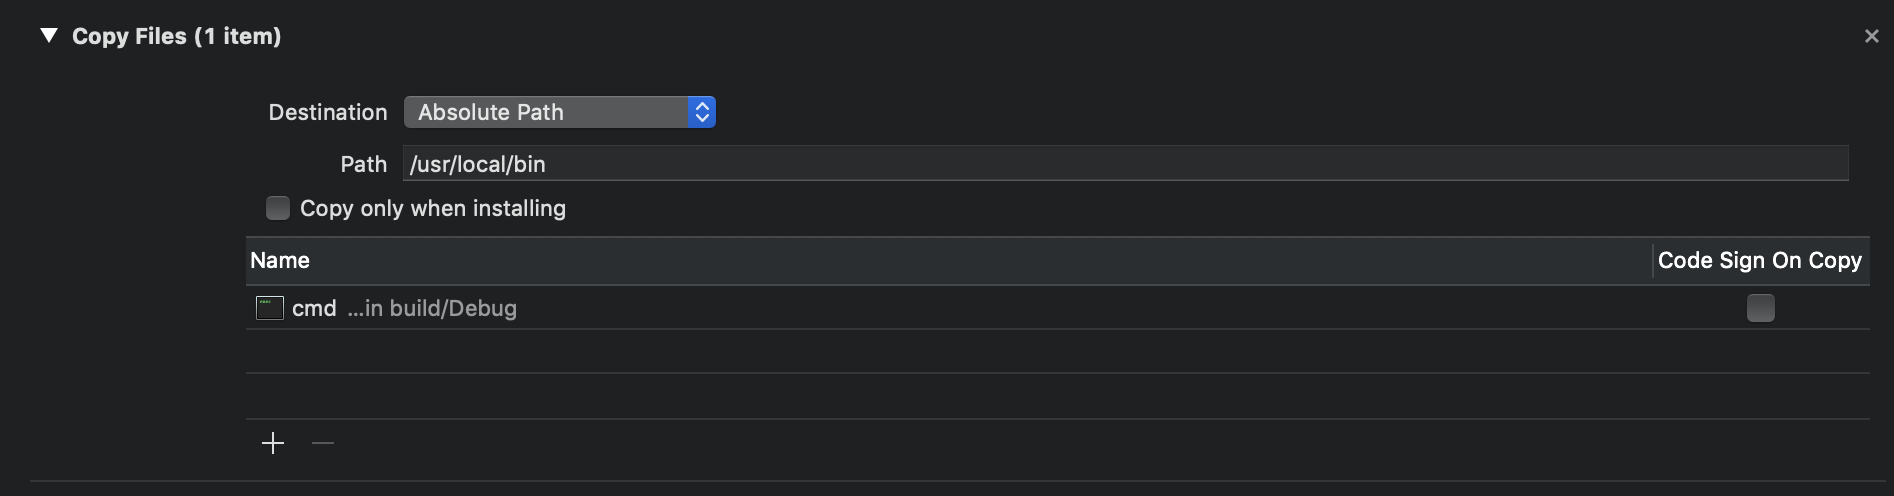 Copy Files (1 item)
Destination Absolute Path
Path /usr/local/bin
Copy only when installing
Name Code Sign On Copy
cmd ...in build/Debug